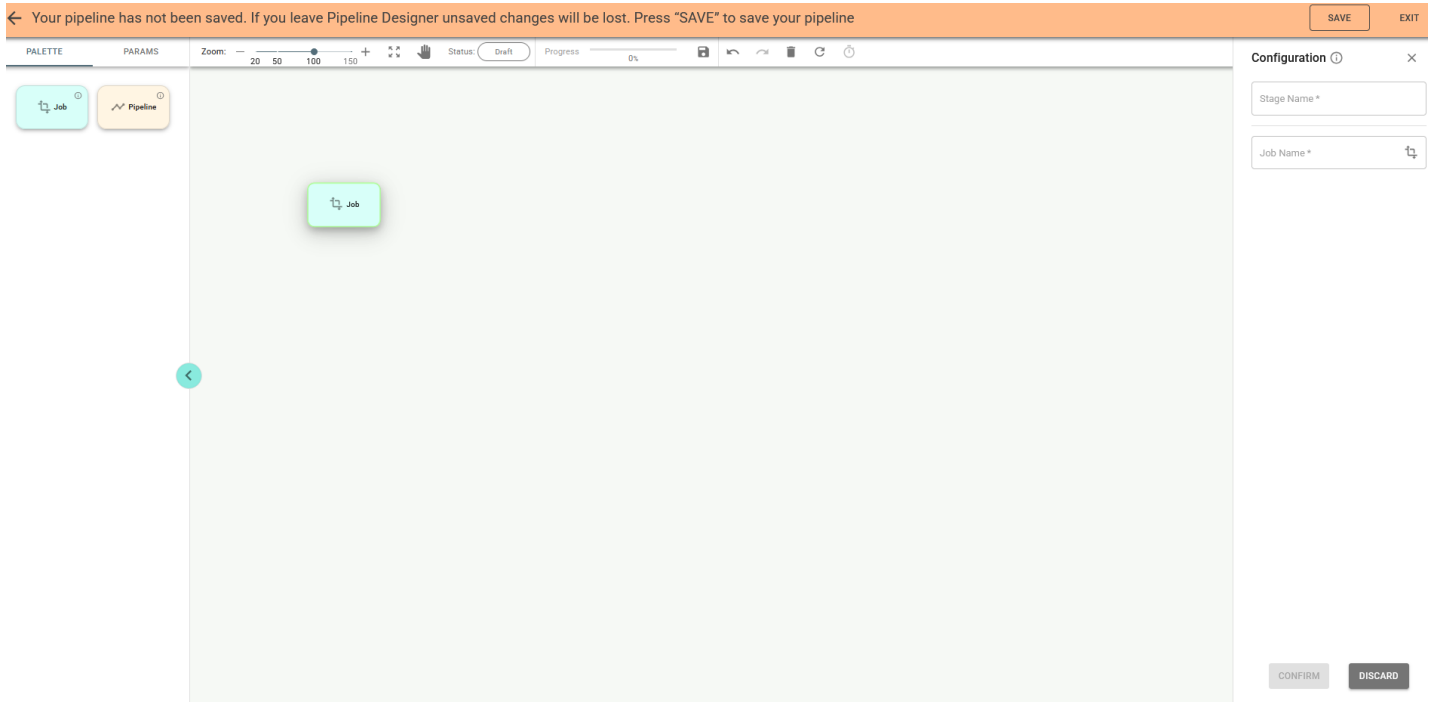 Your pipeline has not been saved. If you leave Pipeline Designer unsaved changes will be lost. Press “SAVE” to save your pipeline
SAVE
EXIT
PALETTE
PARAMS
Zoom:
20 50 100 150
Status: Draft
Progress
0%
Configuration
Job
Pipeline
Stage Name *
Job Name *
Job
CONFIRM
DISCARD